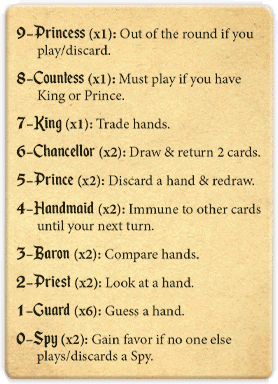 9–Princess (x1): Out of the round if you
play/discard.
8–Countess (x1): Must play if you have
King or Prince.
7–King (x1): Trade hands.
6–Chancellor (x2): Draw & return 2 cards.
5–Prince (x2): Discard a hand & redraw.
4–Handmaid (x2): Immune to other cards
until your next turn.
3–Baron (x2): Compare hands.
2–Priest (x2): Look at a hand.
1–Guard (x6): Guess a hand.
0–Spy (x2): Gain favor if no one else
plays/discards a Spy.